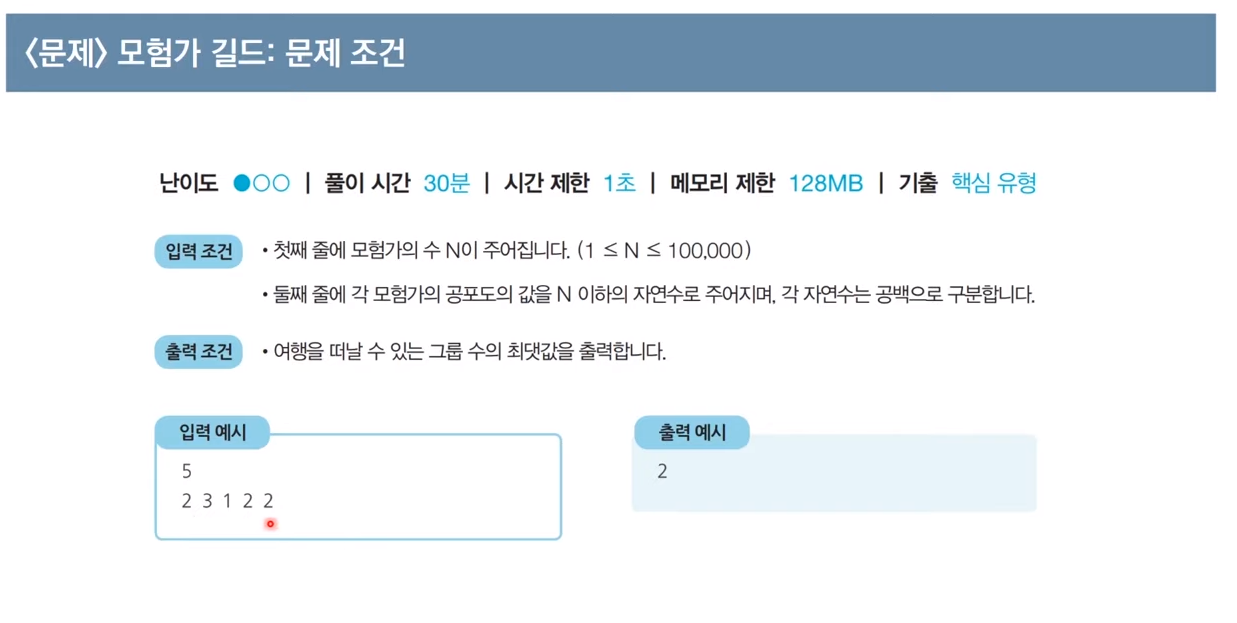 〈문제〉 모험가 길드: 문제 조건
난이도 ●○○ | 풀이 시간 30분 | 시간 제한 1초 | 메모리 제한 128MB | 기출 핵심 유형
입력 조건 • 첫째 줄에 모험가의 수 N이 주어집니다. (1 ≤ N ≤ 100,000)
• 둘째 줄에 각 모험가의 공포도의 값을 N 이하의 자연수로 주어지며, 각 자연수는 공백으로 구분합니다.
출력 조건 • 여행을 떠날 수 있는 그룹 수의 최댓값을 출력합니다.
입력 예시
5
2 3 1 2 2
출력 예시
2